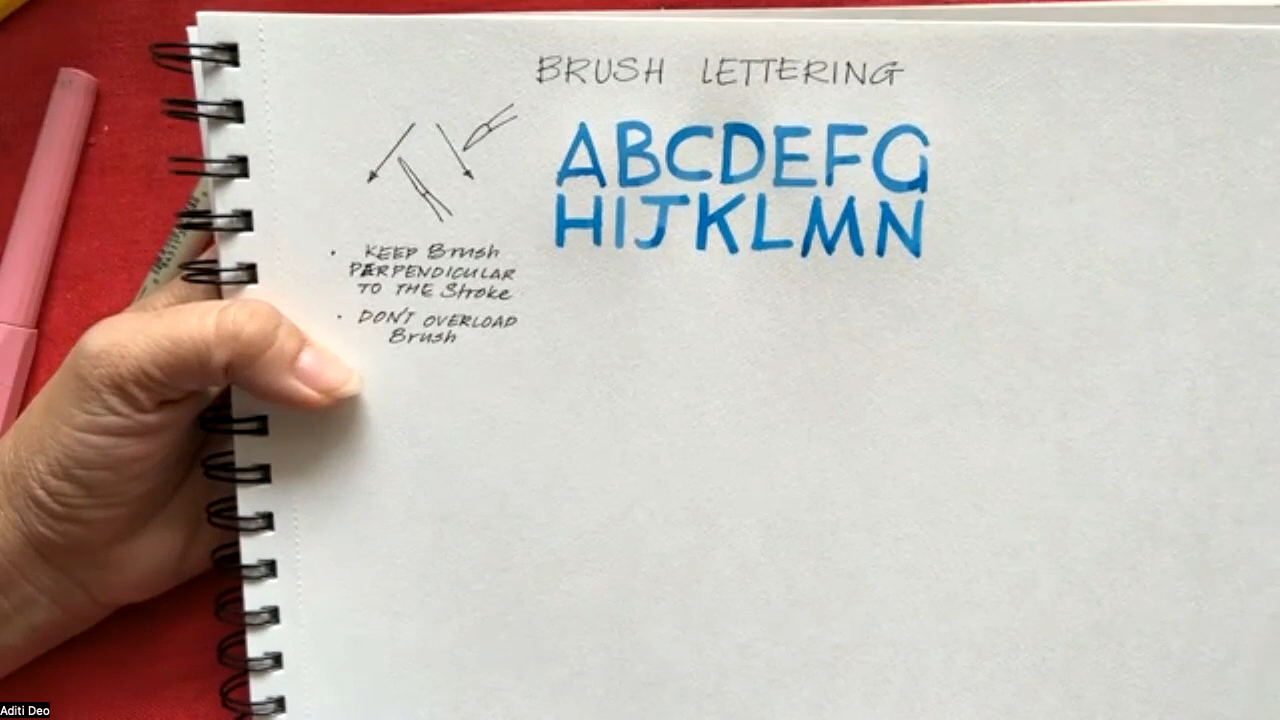 BRUSH LETTERING
ABCDEFG
HIJKLMN
• KEEP Brush
PERPENDICULAR
TO THE Stroke
• DON'T OVERLOAD
Brush
Aditi Deo